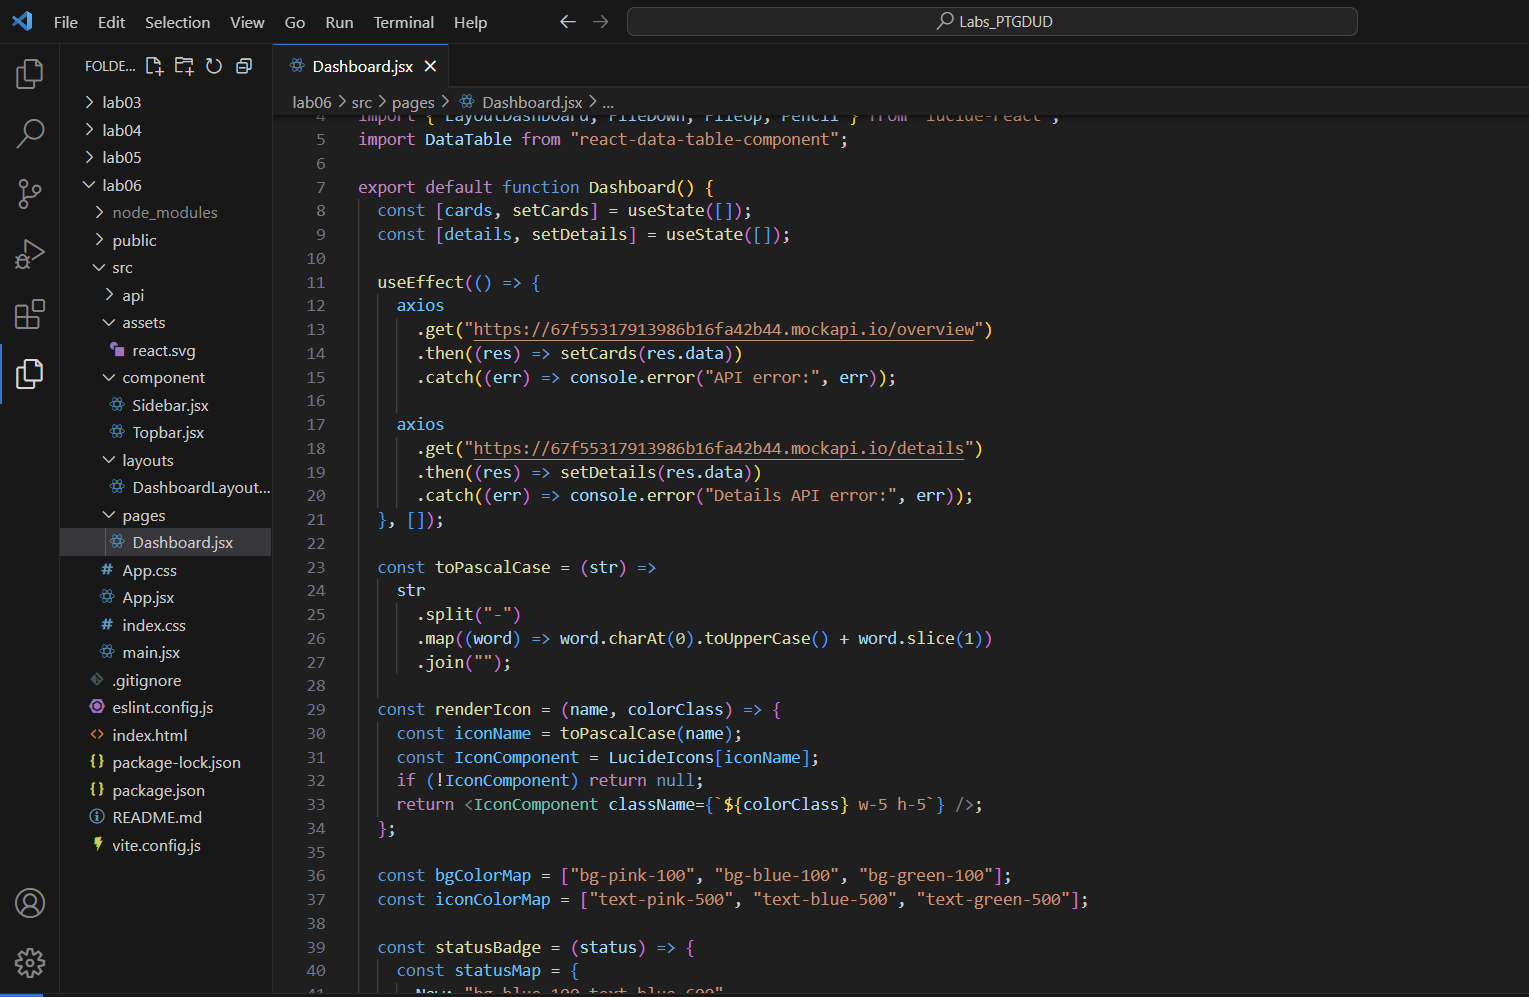 File Edit Selection View Go Run Terminal Help
Labs_PTGDUD
FOLDE...
lab03
lab04
lab05
lab06
node_modules
public
src
api
assets
react.svg
component
Sidebar.jsx
Topbar.jsx
layouts
DashboardLayout...
pages
Dashboard.jsx
App.css
App.jsx
index.css
main.jsx
.gitignore
eslint.config.js
index.html
package-lock.json
package.json
README.md
vite.config.js
Dashboard.jsx
lab06 > src > pages > Dashboard.jsx > ...
4 import { LayoutDashboard, FileDown, FileUp, Pencil } from "lucide-react";
5 import DataTable from "react-data-table-component";
6
7 export default function Dashboard() {
8 const [cards, setCards] = useState([]);
9 const [details, setDetails] = useState([]);
10
11 useEffect(() => {
12 axios
13 .get("https://67f55317913986b16fa42b44.mockapi.io/overview")
14 .then((res) => setCards(res.data))
15 .catch((err) => console.error("API error:", err));
16
17 axios
18 .get("https://67f55317913986b16fa42b44.mockapi.io/details")
19 .then((res) => setDetails(res.data))
20 .catch((err) => console.error("Details API error:", err));
21 }, []);
22
23 const toPascalCase = (str) =>
24 str
25 .split("-")
26 .map((word) => word.charAt(0).toUpperCase() + word.slice(1))
27 .join("");
28
29 const renderIcon = (name, colorClass) => {
30 const iconName = toPascalCase(name);
31 const IconComponent = LucideIcons[iconName];
32 if (!IconComponent) return null;
33 return <IconComponent className={`${colorClass} w-5 h-5`} />;
34 };
35
36 const bgColorMap = ["bg-pink-100", "bg-blue-100", "bg-green-100"];
37 const iconColorMap = ["text-pink-500", "text-blue-500", "text-green-500"];
38
39 const statusBadge = (status) => {
40 const statusMap = {
41 New: "bg-blue-100 text-blue-600"